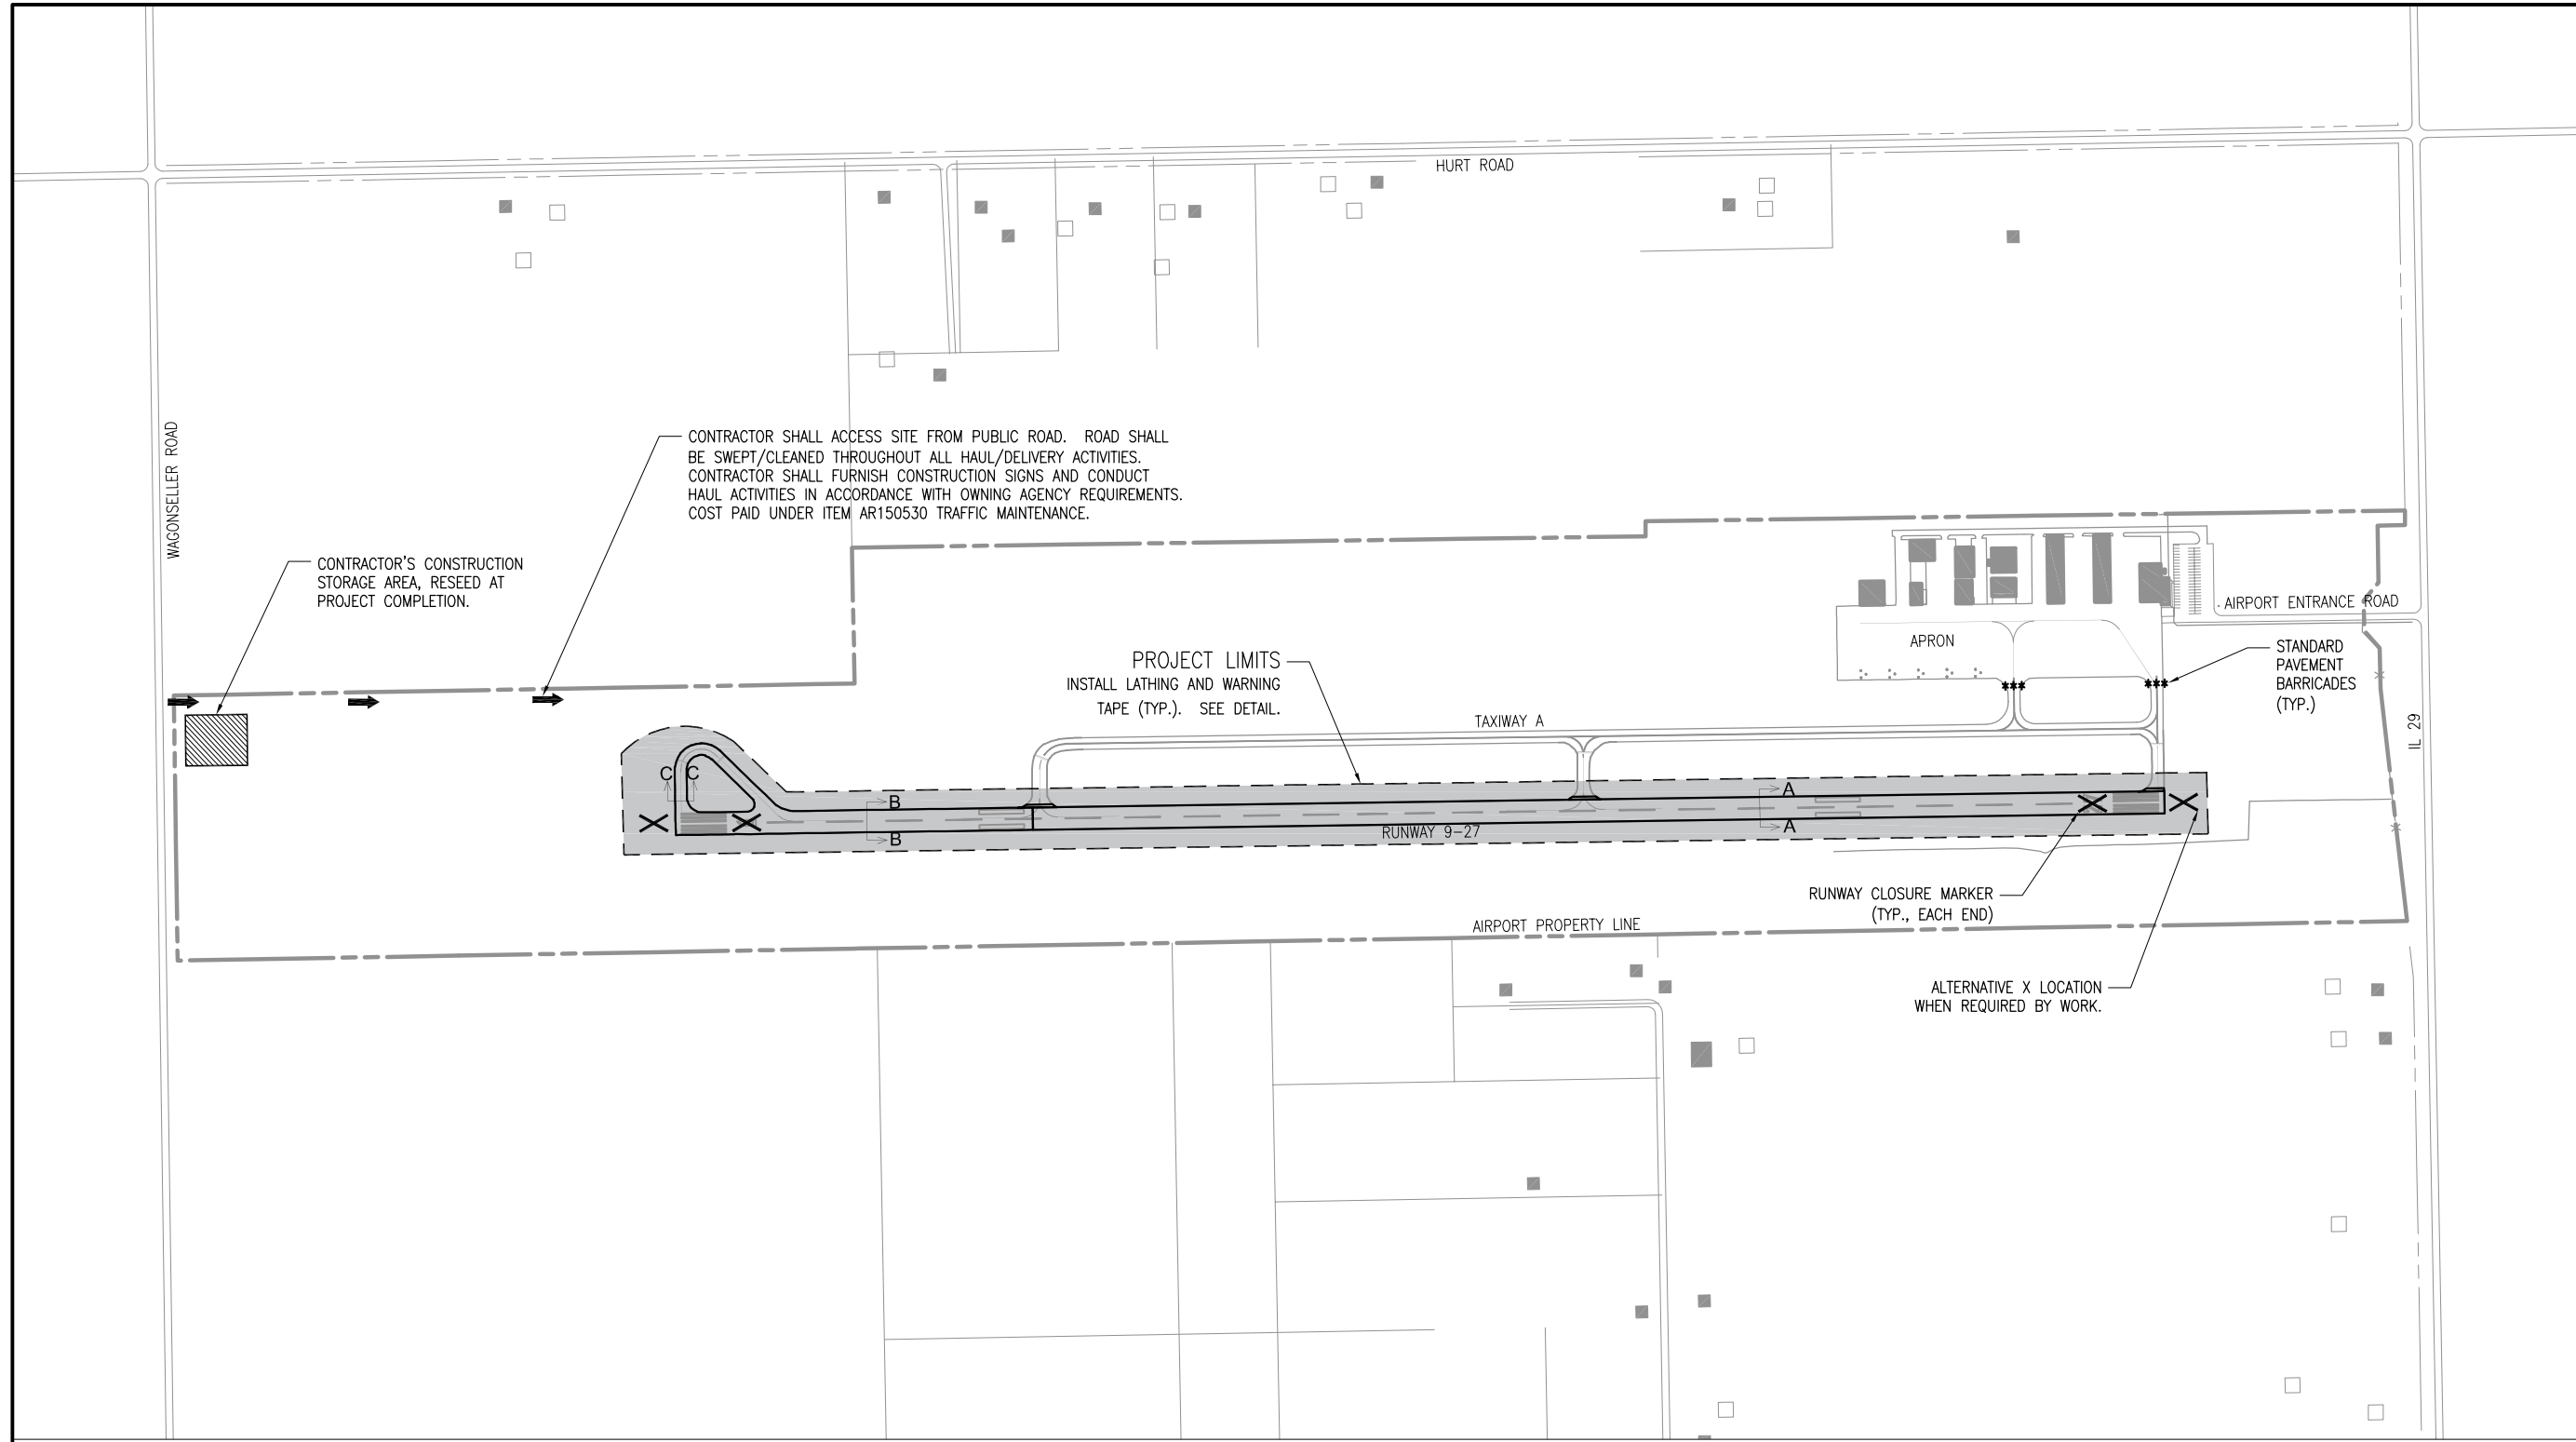 HURT ROAD
WAGONSELLER ROAD
CONTRACTOR SHALL ACCESS SITE FROM PUBLIC ROAD. ROAD SHALL
BE SWEPT/CLEANED THROUGHOUT ALL HAUL/DELIVERY ACTIVITIES.
CONTRACTOR SHALL FURNISH CONSTRUCTION SIGNS AND CONDUCT
HAUL ACTIVITIES IN ACCORDANCE WITH OWNING AGENCY REQUIREMENTS.
COST PAID UNDER ITEM AR150530 TRAFFIC MAINTENANCE.
CONTRACTOR'S CONSTRUCTION
STORAGE AREA, RESEED AT
PROJECT COMPLETION.
AIRPORT ENTRANCE ROAD
APRON
PROJECT LIMITS
INSTALL LATHING AND WARNING
TAPE (TYP.). SEE DETAIL.
STANDARD
PAVEMENT
BARRICADES
(TYP.)
TAXIWAY A
IL 29
C C
B
B
A
A
RUNWAY 9-27
RUNWAY CLOSURE MARKER
(TYP., EACH END)
AIRPORT PROPERTY LINE
ALTERNATIVE X LOCATION
WHEN REQUIRED BY WORK.